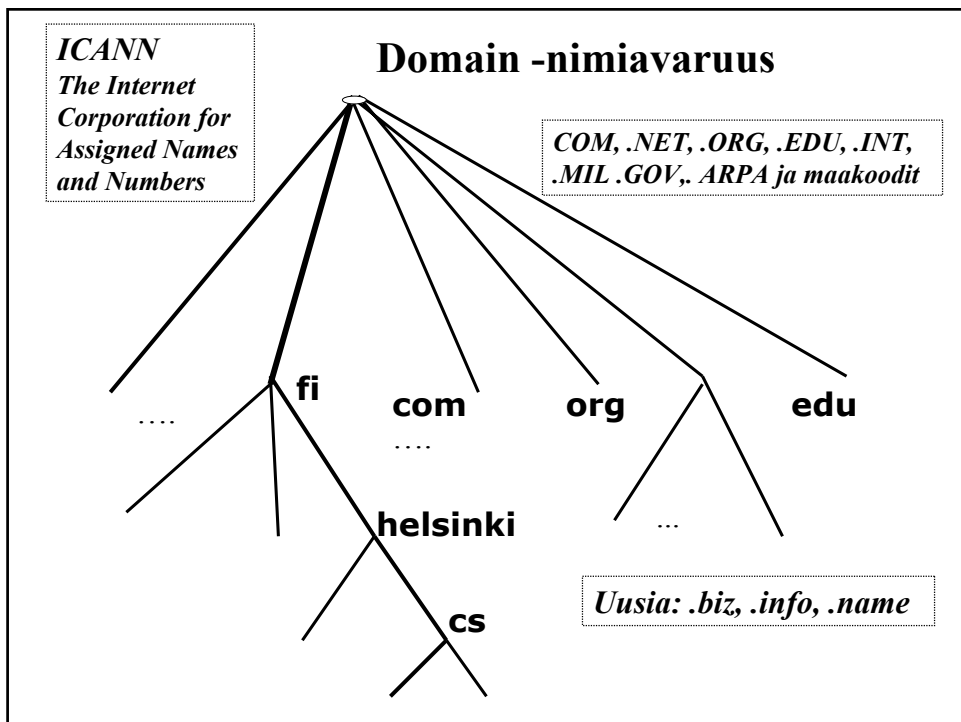 ICANN
The Internet
Corporation for
Assigned Names
and Numbers
Domain -nimiavaruus
COM, .NET, .ORG, .EDU, .INT,
.MIL .GOV,. ARPA ja maakoodit
fi
com
org
edu
....
....
helsinki
...
Uusia: .biz, .info, .name
cs